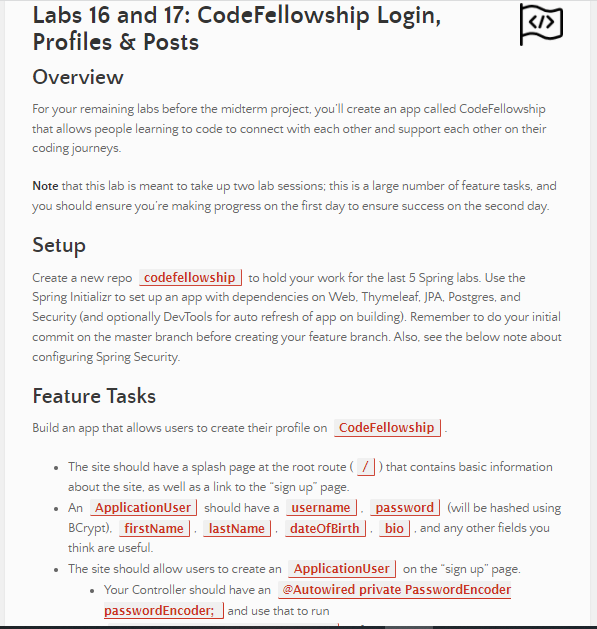 Labs 16 and 17: CodeFellowship Login,
Profiles & Posts
</>
Overview
For your remaining labs before the midterm project, you'll create an app called CodeFellowship
that allows people learning to code to connect with each other and support each other on their
coding journeys.
Note that this lab is meant to take up two lab sessions; this is a large number of feature tasks, and
you should ensure you're making progress on the first day to ensure success on the second day.
Setup
Create a new repo codefellowship to hold your work for the last 5 Spring labs. Use the
Spring Initializr to set up an app with dependencies on Web, Thymeleaf, JPA, Postgres, and
Security (and optionally DevTools for auto refresh of app on building). Remember to do your initial
commit on the master branch before creating your feature branch. Also, see the below note about
configuring Spring Security.
Feature Tasks
Build an app that allows users to create their profile on CodeFellowship .
• The site should have a splash page at the root route ( / ) that contains basic information
about the site, as well as a link to the "sign up" page.
• An ApplicationUser should have a username , password (will be hashed using
BCrypt), firstName , lastName , dateOfBirth , bio , and any other fields you
think are useful.
• The site should allow users to create an ApplicationUser on the "sign up" page.
• Your Controller should have an @Autowired private PasswordEncoder
passwordEncoder; and use that to run